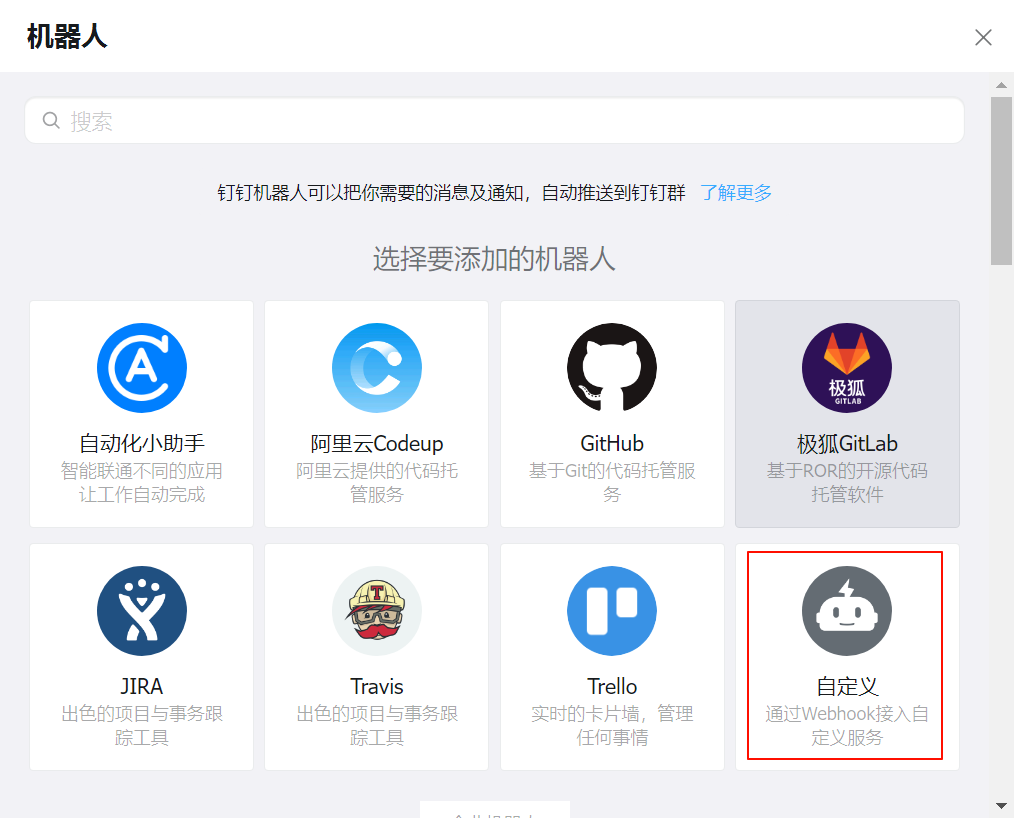 机器人
搜索
钉钉机器人可以把你需要的消息及通知，自动推送到钉钉群 了解更多
选择要添加的机器人
A
极狐
GITLAB
自动化小助手
智能联通不同的应用
让工作自动完成
阿里云Codeup
阿里云提供的代码托
管服务
GitHub
基于Git的代码托管服
务
极狐GitLab
基于ROR的开源代码
托管软件
T
JIRA
出色的项目与事务跟
踪工具
Travis
出色的项目与事务跟
踪工具
Trello
实时的卡片墙，管理
任何事情
自定义
通过Webhook接入自
定义服务